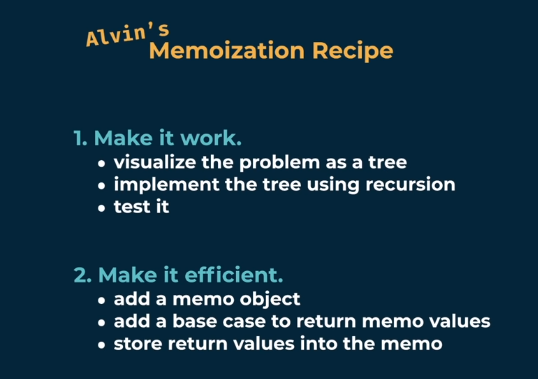 Alvin's
Memoization Recipe
1. Make it work.
• visualize the problem as a tree
• implement the tree using recursion
• test it
2. Make it efficient.
• add a memo object
• add a base case to return memo values
• store return values into the memo